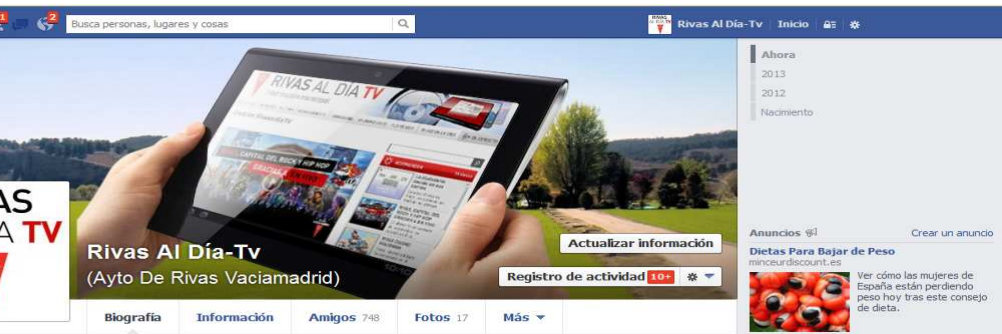 1
2
Busca personas, lugares y cosas
Rivas Al Día-Tv
Inicio
Ahora
2013
2012
Nacimiento
RIVAS AL DIA TV
CAPITAL DEL ROCK Y HIP HOP
AS
A TV
Rivas Al Día-Tv
(Ayto De Rivas Vaciamadrid)
Actualizar información
Registro de actividad 10+
Biografía
Información
Amigos 748
Fotos 17
Más
Anuncios
Crear un anuncio
Dietas Para Bajar de Peso
minceurdiscount.es
Ver cómo las mujeres de
España están perdiendo
peso hoy tras este consejo
de dieta.